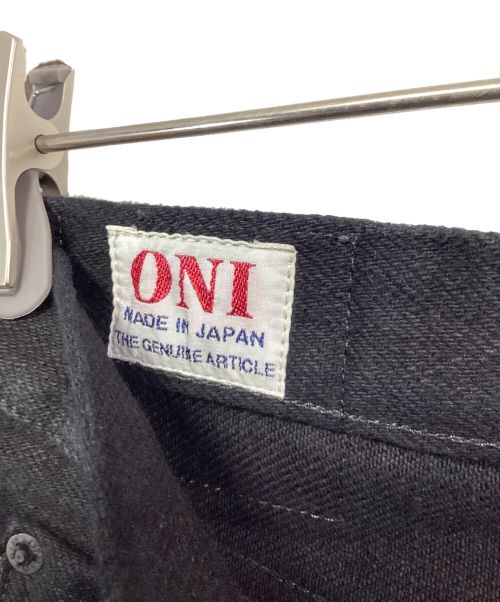 ONI
MADE IN JAPAN
THE GENUINE ARTICLE